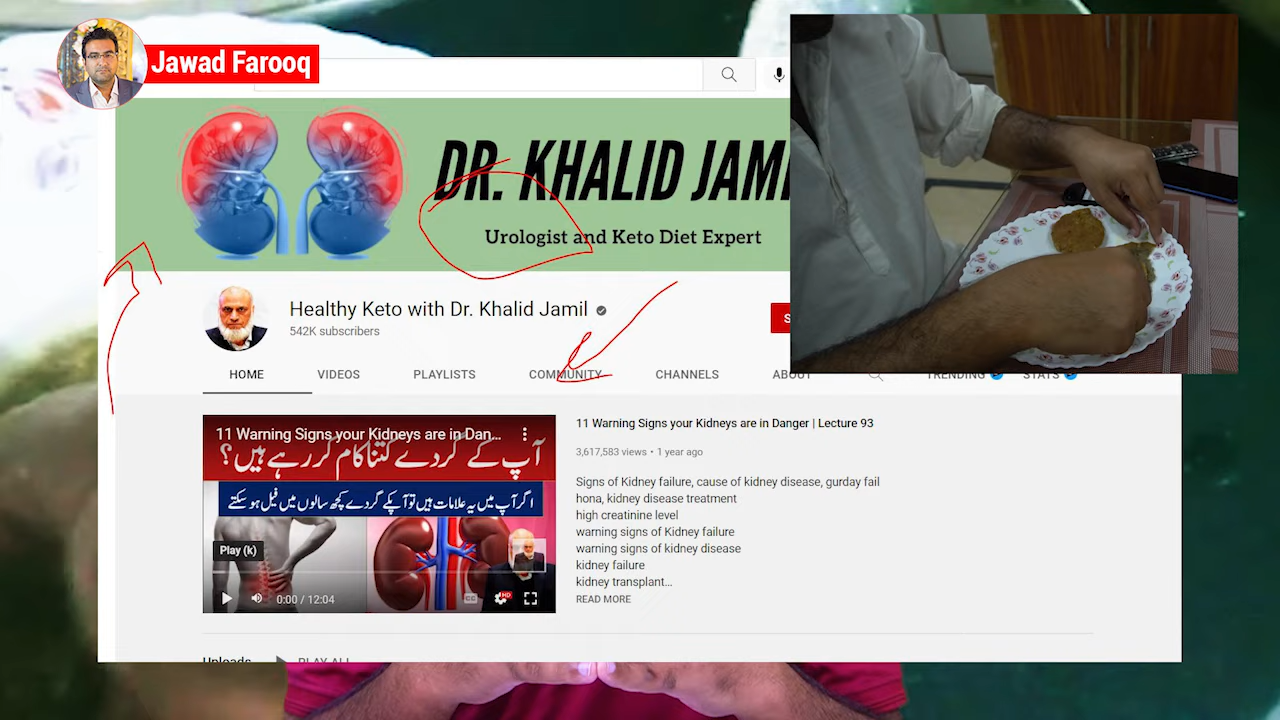 Jawad Farooq
DR. KHALID JAMI
Urologist and Keto Diet Expert
Healthy Keto with Dr. Khalid Jamil
542K subscribers
S
HOME VIDEOS PLAYLISTS COMMUNITY CHANNELS ABOUT TRENDING STATS
11 Warning Signs your Kidneys are in Dan...
آپ کے گردے کتنا کام کر رہے ہیں؟
اگر آپ میں یہ علامات ہیں تو آپکے گردے کچھ سالوں میں فیل ہو سکتے
Play (k)
0:00 / 12:04
CC
HD
11 Warning Signs your Kidneys are in Danger | Lecture 93
3,617,583 views • 1 year ago
Signs of Kidney failure, cause of kidney disease, gurday fail
hona, kidney disease treatment
high creatinine level
warning signs of Kidney failure
warning signs of kidney disease
kidney failure
kidney transplant...
READ MORE
Uploads PLAY ALL